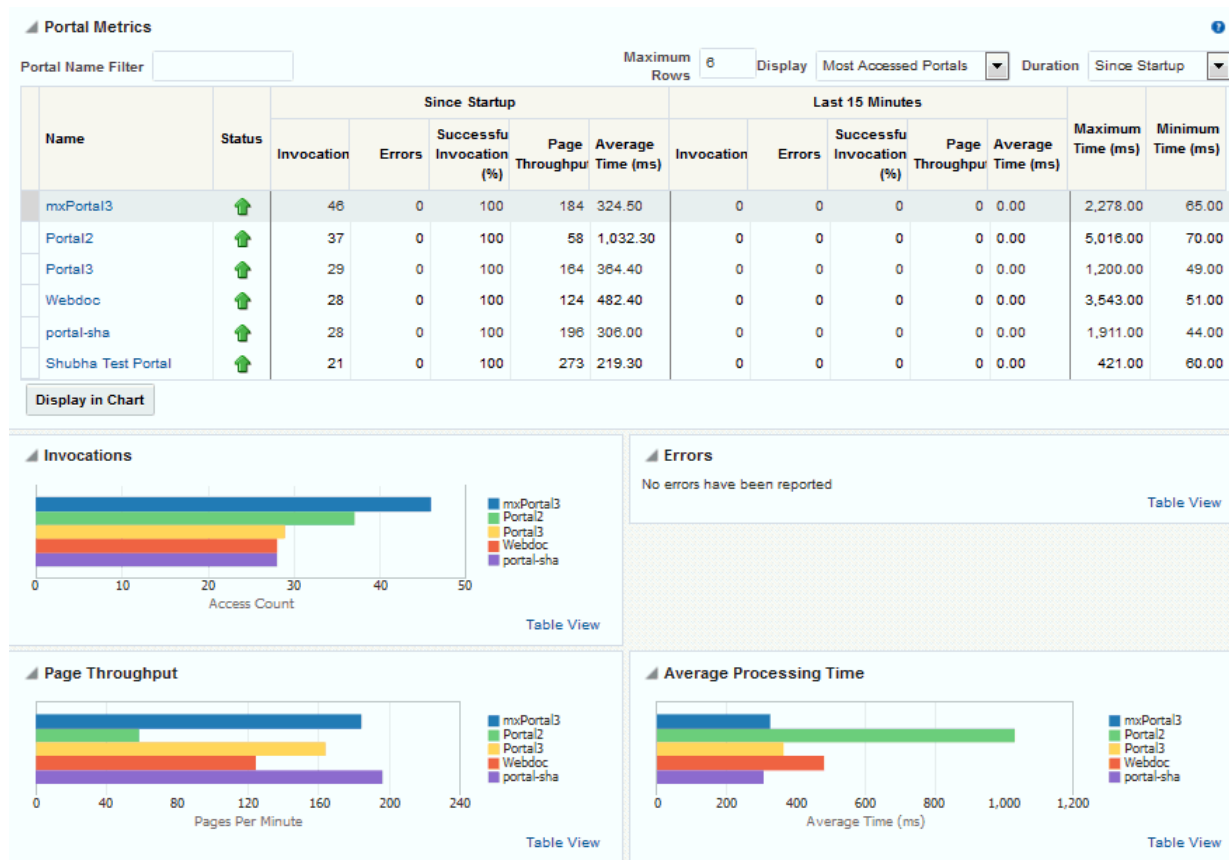 Portal Metrics
Portal Name Filter
Maximum Rows 6 Display Most Accessed Portals Duration Since Startup
Since Startup Last 15 Minutes
Name Status Invocation Errors Successfu Invocation (%) Page Throughput Average Time (ms) Invocation Errors Successfu Invocation (%) Page Throughput Average Time (ms) Maximum Time (ms) Minimum Time (ms)
mxPortal3 46 0 100 184 324.50 0 0 0 0 0.00 2,278.00 65.00
Portal2 37 0 100 58 1,032.30 0 0 0 0 0.00 5,016.00 70.00
Portal3 29 0 100 164 364.40 0 0 0 0 0.00 1,200.00 49.00
Webdoc 28 0 100 124 482.40 0 0 0 0 0.00 3,543.00 51.00
portal-sha 28 0 100 196 306.00 0 0 0 0 0.00 1,911.00 44.00
Shubha Test Portal 21 0 100 273 219.30 0 0 0 0 0.00 421.00 60.00
Display in Chart
Invocations
mxPortal3
Portal2
Portal3
Webdoc
portal-sha
0 10 20 30 40 50
Access Count
Table View
Errors
No errors have been reported
Table View
Page Throughput
mxPortal3
Portal2
Portal3
Webdoc
portal-sha
0 40 80 120 160 200 240
Pages Per Minute
Table View
Average Processing Time
mxPortal3
Portal2
Portal3
Webdoc
portal-sha
0 200 400 600 800 1,000 1,200
Average Time (ms)
Table View